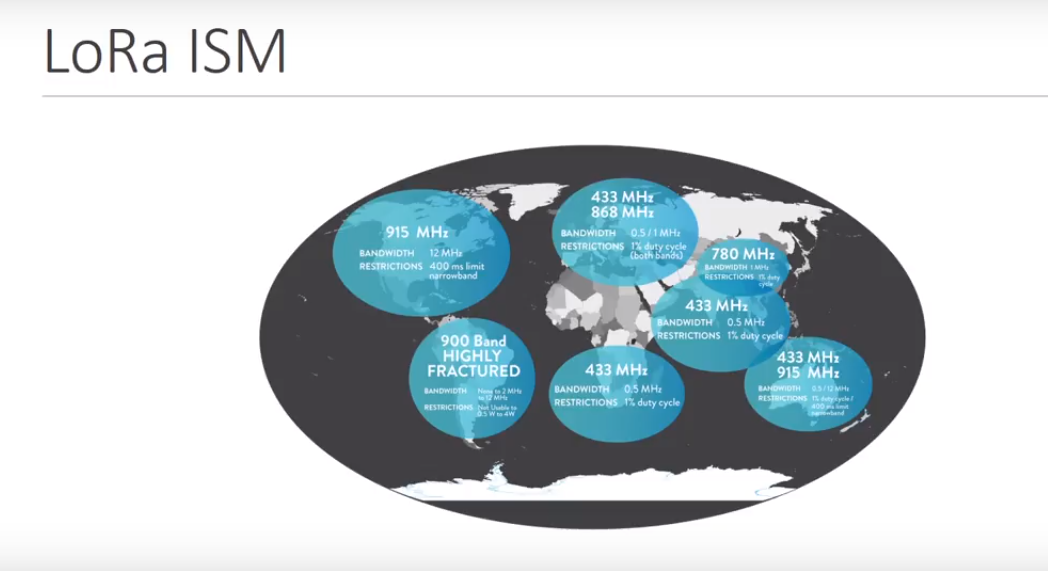 LoRa ISM
915 MHz
BANDWIDTH 12 MHz
RESTRICTIONS 400 ms limit
narrowband
433 MHz
868 MHz
BANDWIDTH 0.5 / 1 MHz
RESTRICTIONS 1% duty cycle
(both bands)
780 MHz
BANDWIDTH 1 MHz
RESTRICTIONS 1% duty
cycle
433 MHz
BANDWIDTH 0.5 MHz
RESTRICTIONS 1% duty cycle
900 Band
HIGHLY
FRACTURED
BANDWIDTH None to 2 MHz
to 12 MHz
RESTRICTIONS Not Usable to
0.5 W to 4W
433 MHz
BANDWIDTH 0.5 MHz
RESTRICTIONS 1% duty cycle
433 MHz
915 MHz
BANDWIDTH 0.5 / 12 MHz
RESTRICTIONS 1% duty cycle /
400 ms limit
narrowband